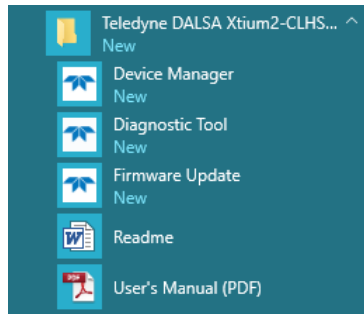 Teledyne DALSA Xtium2-CLHS...
New
Device Manager
New
Diagnostic Tool
New
Firmware Update
New
Readme
User's Manual (PDF)